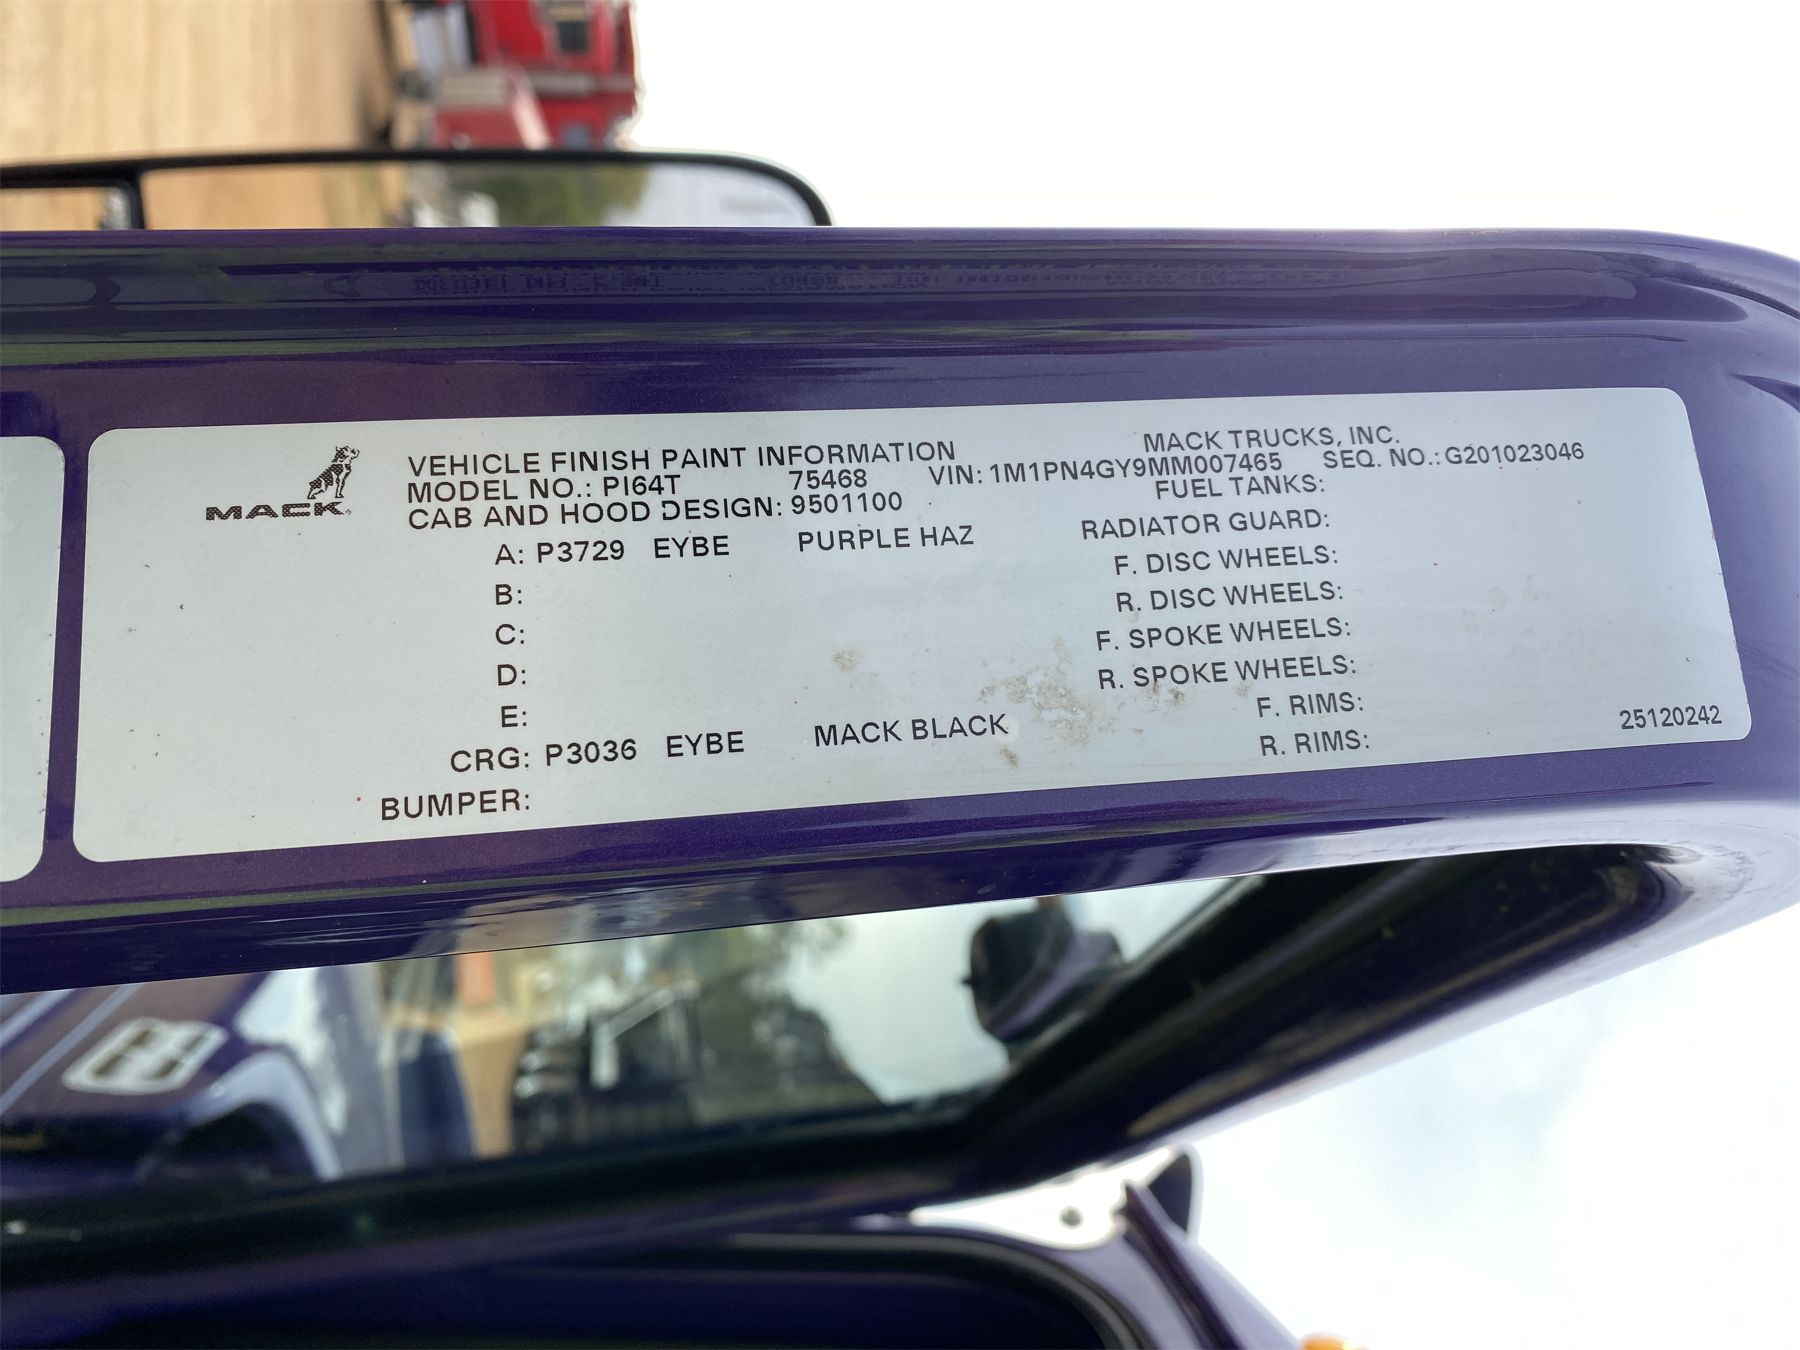 MACK
VEHICLE FINISH PAINT INFORMATION MACK TRUCKS, INC.
MODEL NO.: PI64T 75468 VIN: 1M1PN4GY9MM007465 SEQ. NO.: G201023046
CAB AND HOOD DESIGN: 9501100 FUEL TANKS:
A: P3729 EYBE PURPLE HAZ RADIATOR GUARD:
B: F. DISC WHEELS:
C: R. DISC WHEELS:
D: F. SPOKE WHEELS:
E: R. SPOKE WHEELS:
CRG: P3036 EYBE MACK BLACK F. RIMS:
BUMPER: R. RIMS:
25120242